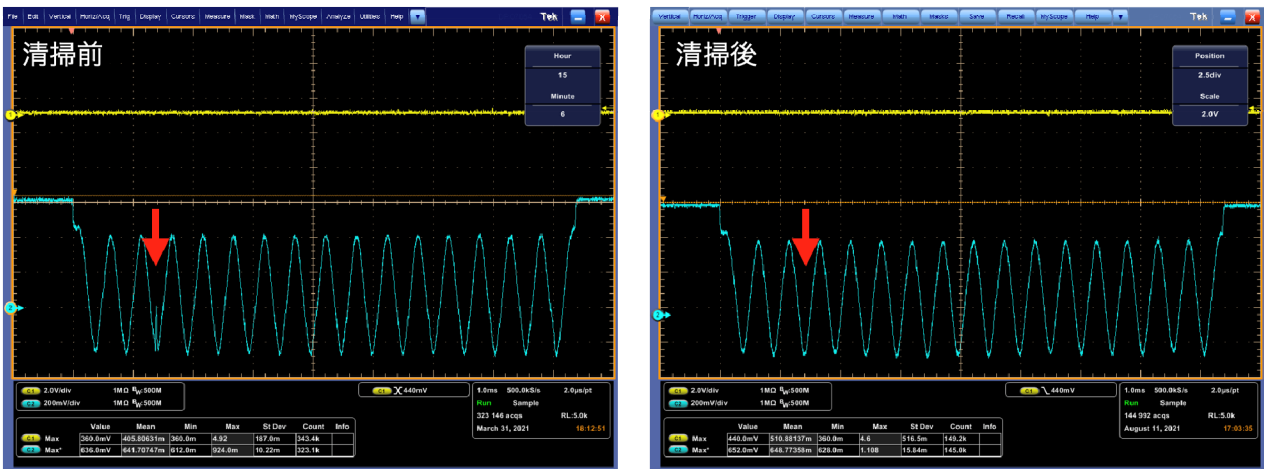 File Edit Vertical Horiz/Acq Trig Display Cursors Measure Mask Math MyScope Analyze Utilities Help
Tek
清掃前
Hour
15
Minute
6
1
2
C1 2.0V/div 1MΩ BW:500M
C2 200mV/div 1MΩ BW:500M
C1 440mV
1.0ms 500.0kS/s 2.0µs/pt
Run Sample
323 146 acqs RL:5.0k
March 31, 2021 18:12:51
Value Mean Min Max St Dev Count Info
C1 Max 360.0mV 405.80631m 360.0m 4.92 187.0m 343.4k
C2 Max* 636.0mV 641.70747m 612.0m 924.0m 10.22m 323.1k
Vertical Horiz/Acq Trigger Display Cursors Measure Math Masks Save Recall MyScope Help
Tek
清掃後
Position
2.5div
Scale
2.0V
1
2
C1 2.0V/div 1MΩ BW:500M
C2 200mV/div 1MΩ BW:500M
C1 440mV
1.0ms 500.0kS/s 2.0µs/pt
Run Sample
144 992 acqs RL:5.0k
August 11, 2021 17:03:35
Value Mean Min Max St Dev Count Info
C1 Max 440.0mV 510.88137m 360.0m 4.6 516.5m 149.2k
C2 Max* 652.0mV 648.77358m 628.0m 1.108 15.84m 145.0k